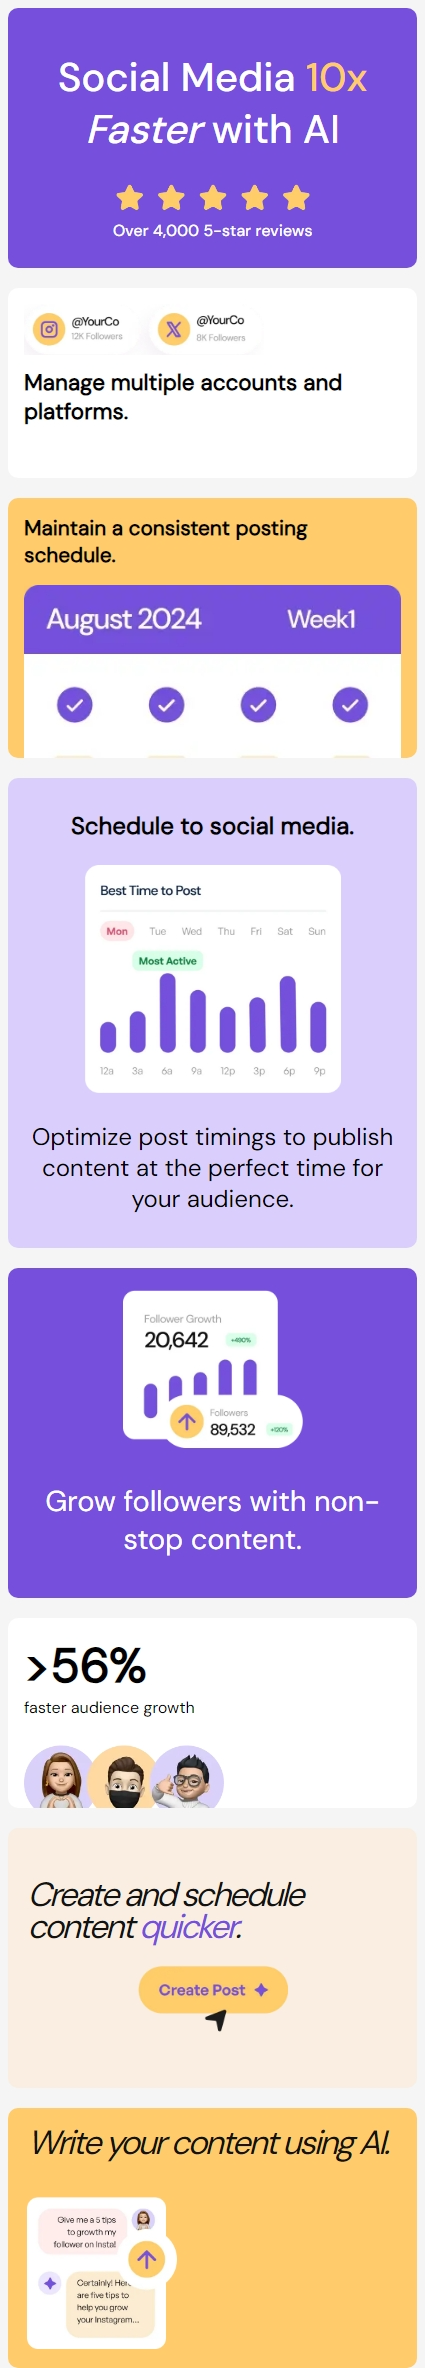 Social Media 10x
Faster with AI
Over 4,000 5-star reviews
@YourCo
12K Followers
@YourCo
8K Followers
Manage multiple accounts and
platforms.
Maintain a consistent posting
schedule.
August 2024 Week1
Schedule to social media.
Best Time to Post
Mon Tue Wed Thu Fri Sat Sun
Most Active
12a 3a 6a 9a 12p 3p 6p 9p
Optimize post timings to publish
content at the perfect time for
your audience.
Follower Growth
20,642 +490%
Followers
89,532 +120%
Grow followers with non-
stop content.
>56%
faster audience growth
Create and schedule
content quicker.
Create Post
Write your content using AI.
Give me a 5 tips
to growth my
follower on Insta!
Certainly! Here
are five tips to
help you grow
your Instagram...